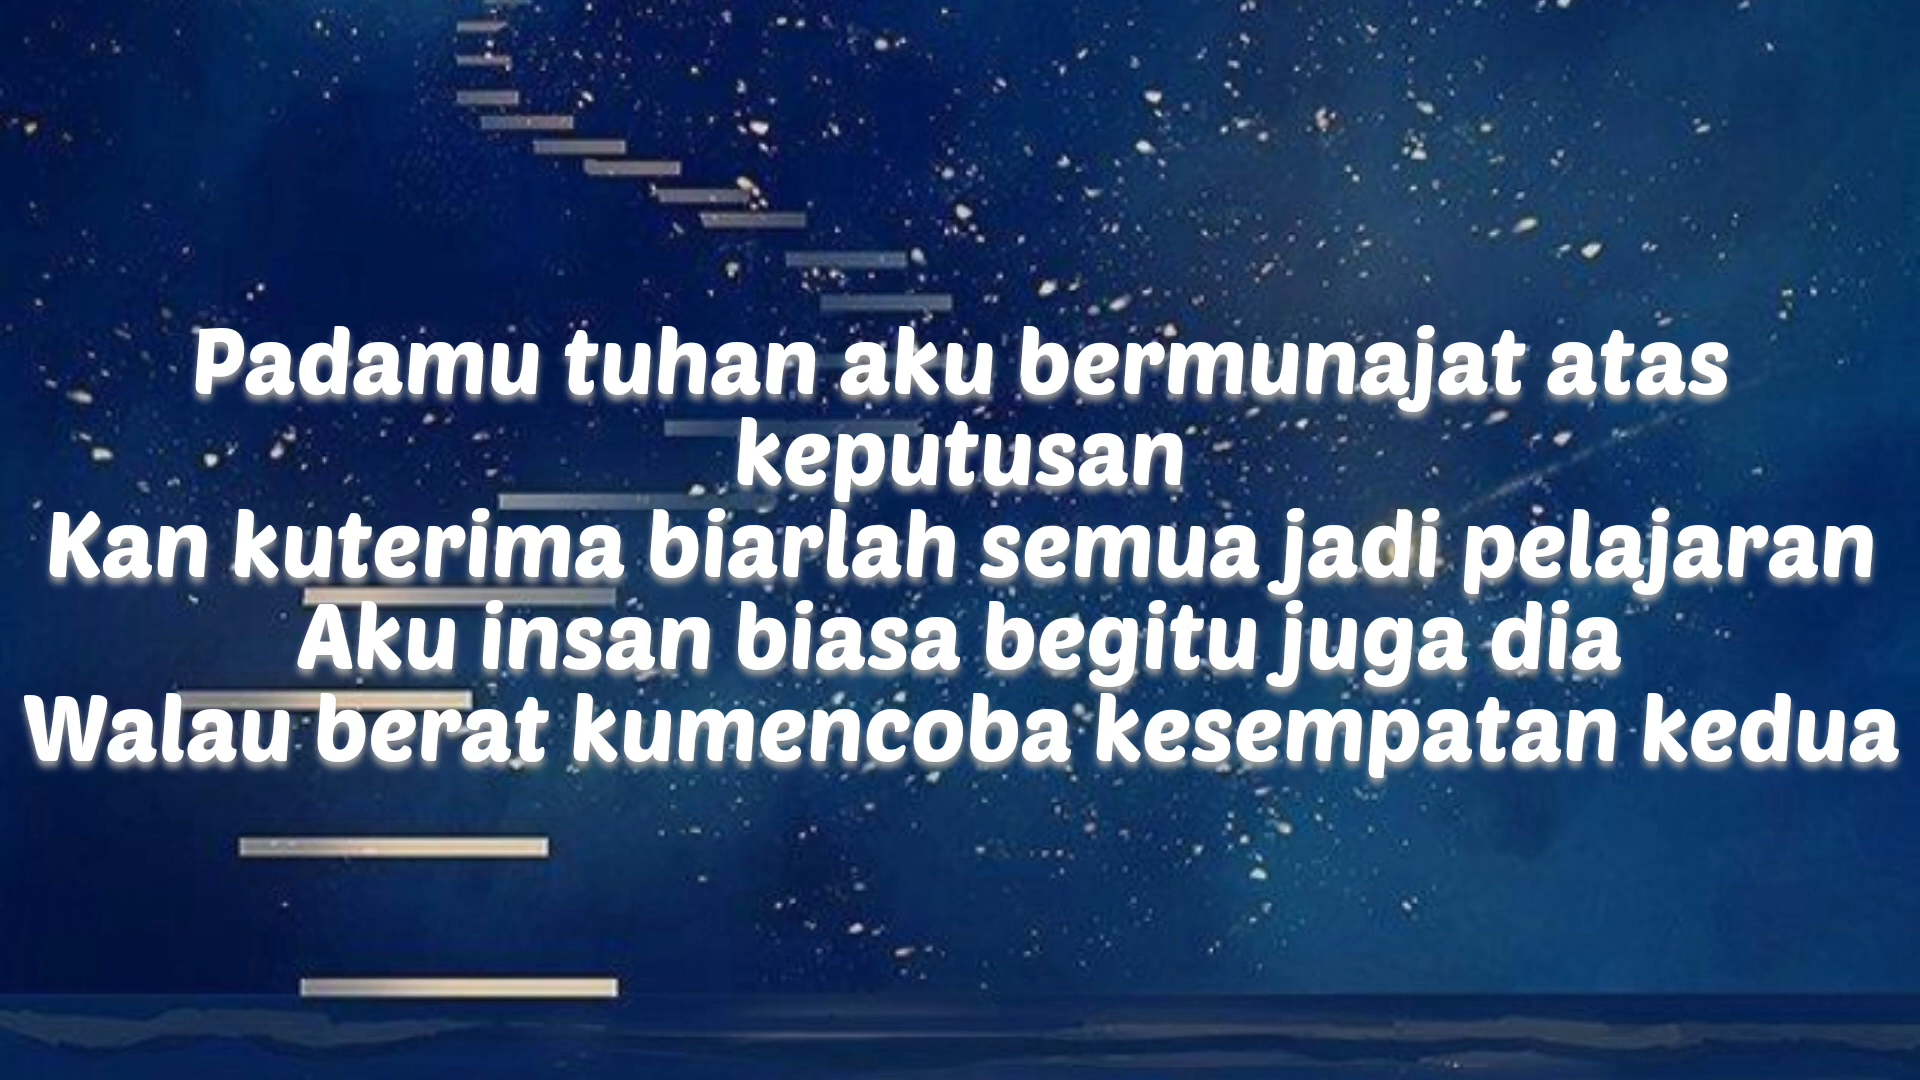 Padamu tuhan aku bermunajat atas
keputusan
Kan kuterima biarlah semua jadi pelajaran
Aku insan biasa begitu juga dia
Walau berat kumencoba kesempatan kedua